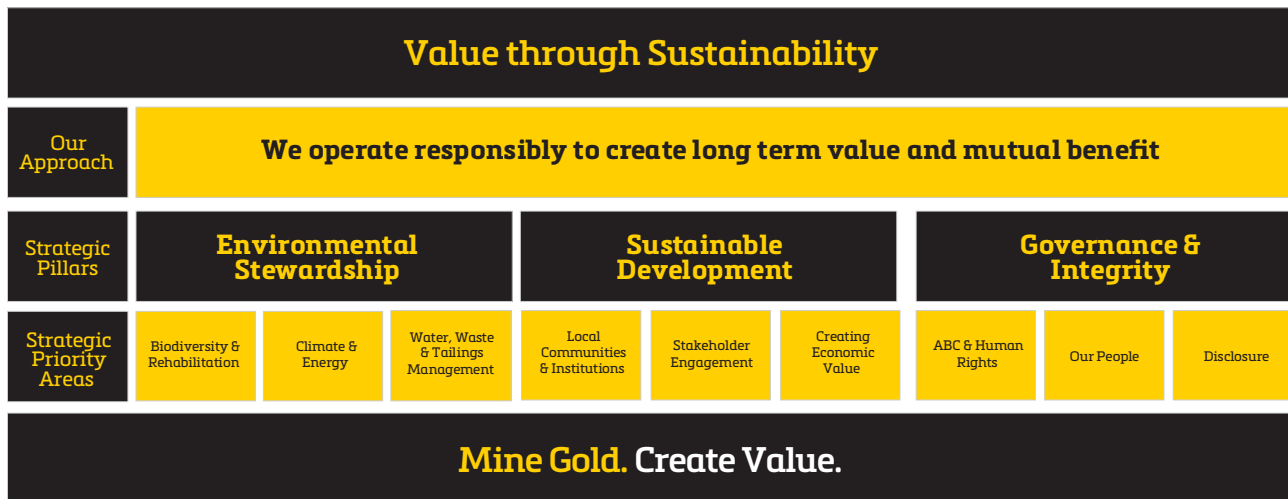 Value through Sustainability
Our
Approach
We operate responsibly to create long term value and mutual benefit
Strategic
Pillars
Environmental
Stewardship
Sustainable
Development
Governance &
Integrity
Strategic
Priority
Areas
Biodiversity &
Rehabilitation
Climate &
Energy
Water, Waste
& Tailings
Management
Local
Communities
& Institutions
Stakeholder
Engagement
Creating
Economic
Value
ABC & Human
Rights
Our People
Disclosure
Mine Gold. Create Value.